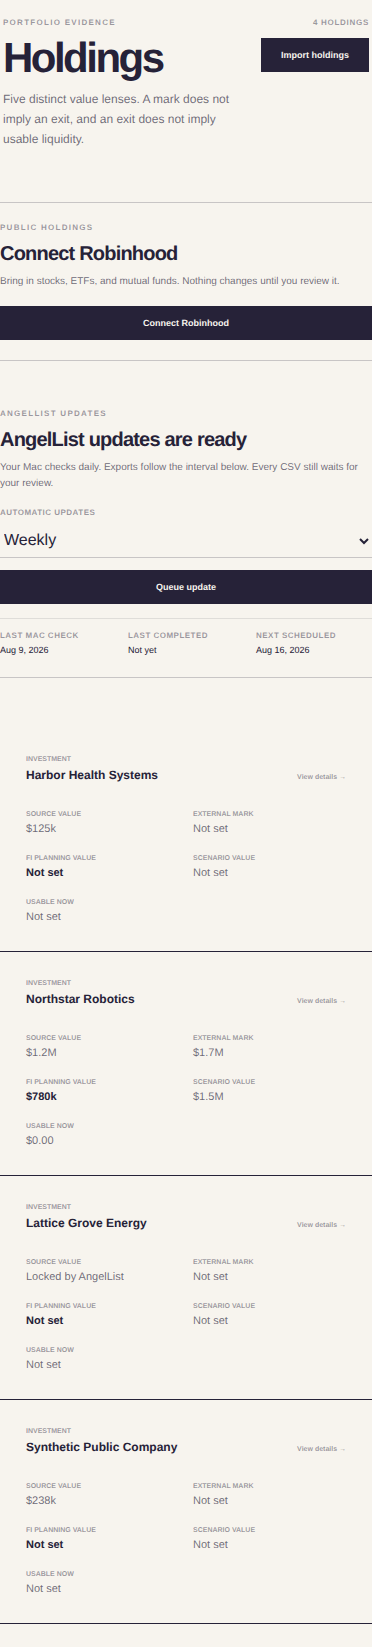 PORTFOLIO EVIDENCE
4 HOLDINGS
Holdings
Import holdings
Five distinct value lenses. A mark does not
imply an exit, and an exit does not imply
usable liquidity.
PUBLIC HOLDINGS
Connect Robinhood
Bring in stocks, ETFs, and mutual funds. Nothing changes until you review it.
Connect Robinhood
ANGELLIST UPDATES
AngelList updates are ready
Your Mac checks daily. Exports follow the interval below. Every CSV still waits for
your review.
AUTOMATIC UPDATES
Weekly
Queue update
LAST MAC CHECK
Aug 9, 2026
LAST COMPLETED
Not yet
NEXT SCHEDULED
Aug 16, 2026
INVESTMENT
Harbor Health Systems
View details →
SOURCE VALUE
$125k
EXTERNAL MARK
Not set
FI PLANNING VALUE
Not set
SCENARIO VALUE
Not set
USABLE NOW
Not set
INVESTMENT
Northstar Robotics
View details →
SOURCE VALUE
$1.2M
EXTERNAL MARK
$1.7M
FI PLANNING VALUE
$780k
SCENARIO VALUE
$1.5M
USABLE NOW
$0.00
INVESTMENT
Lattice Grove Energy
View details →
SOURCE VALUE
Locked by AngelList
EXTERNAL MARK
Not set
FI PLANNING VALUE
Not set
SCENARIO VALUE
Not set
USABLE NOW
Not set
INVESTMENT
Synthetic Public Company
View details →
SOURCE VALUE
$238k
EXTERNAL MARK
Not set
FI PLANNING VALUE
Not set
SCENARIO VALUE
Not set
USABLE NOW
Not set